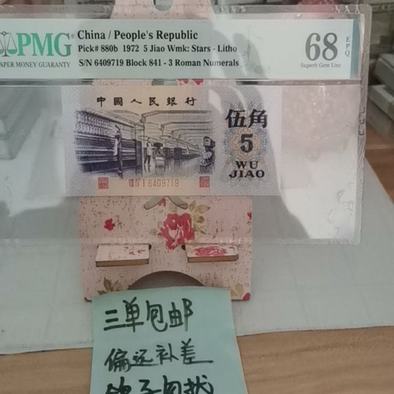 PMG
PAPER MONEY GUARANTY
China / People's Republic
Pick# 880b 1972 5 Jiao Wmk: Stars - Litho
S/N 6409719 Block 841 - 3 Roman Numerals
68 EPQ
Superb Gem Unc
中國人民銀行
伍角
5
WU
JIAO
6409719
三单包邮
偏远补差